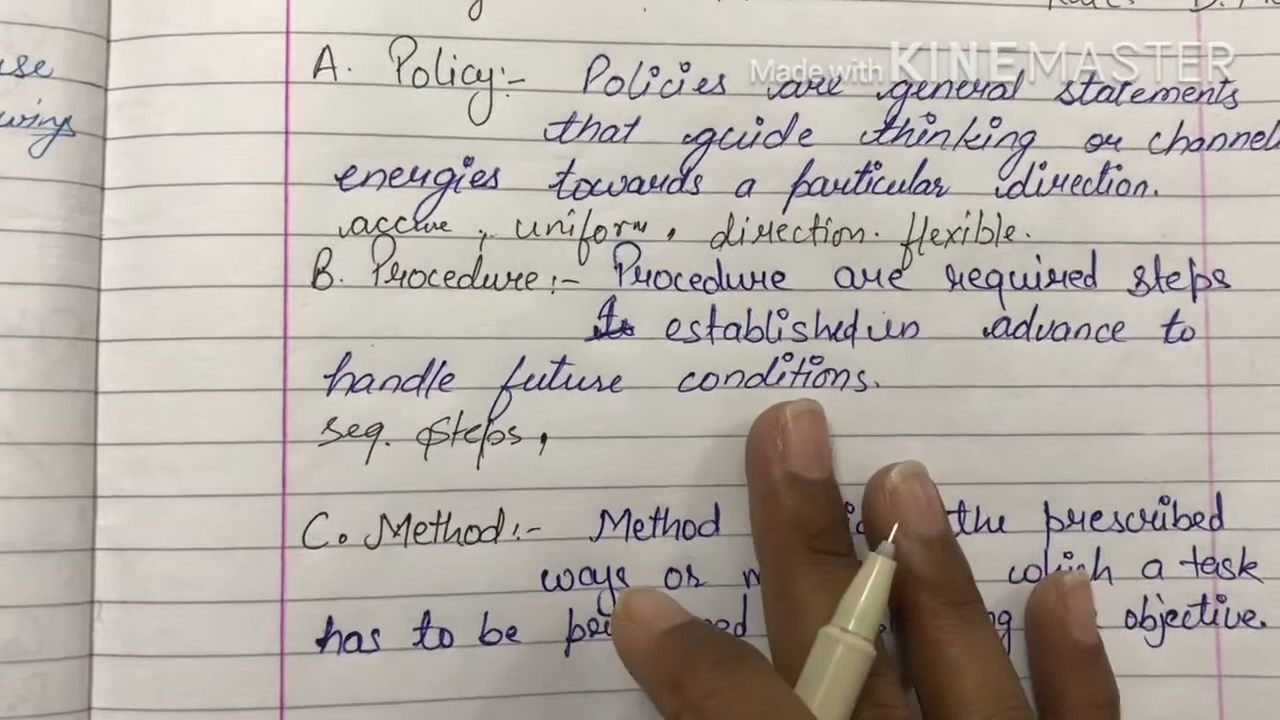 use
wing
Made with KINEMASTER
A. Policy:- Policies are general statements
that guide thinking or channel
energies towards a particular direction.
uniform, direction. flexible.
B. Procedure:- Procedure are required steps
established in advance to
handle future conditions.
seq. steps,
C. Method:- Method the prescribed
ways or which a task
has to be objective.